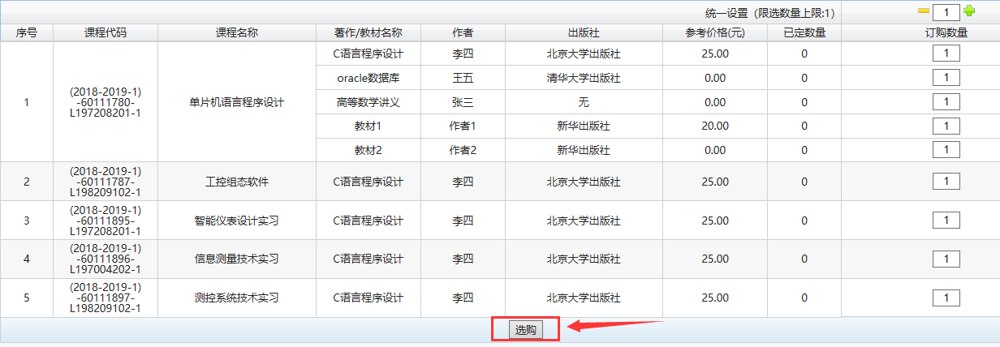 统一设置（限选数量上限:1） 1
序号 课程代码 课程名称 著作/教材名称 作者 出版社 参考价格(元) 已定数量 订购数量
1 (2018-2019-1)
-60111780-
L197208201-1 单片机语言程序设计 C语言程序设计 李四 北京大学出版社 25.00 0 1
oracle数据库 王五 清华大学出版社 0.00 0 1
高等数学讲义 张三 无 0.00 0 1
教材1 作者1 新华出版社 20.00 0 1
教材2 作者2 新华出版社 0.00 0 1
2 (2018-2019-1)
-60111787-
L198209102-1 工控组态软件 C语言程序设计 李四 北京大学出版社 25.00 0 1
3 (2018-2019-1)
-60111895-
L197208201-1 智能仪表设计实习 C语言程序设计 李四 北京大学出版社 25.00 0 1
4 (2018-2019-1)
-60111896-
L197004202-1 信息测量技术实习 C语言程序设计 李四 北京大学出版社 25.00 0 1
5 (2018-2019-1)
-60111897-
L198209102-1 测控系统技术实习 C语言程序设计 李四 北京大学出版社 25.00 0 1
选购